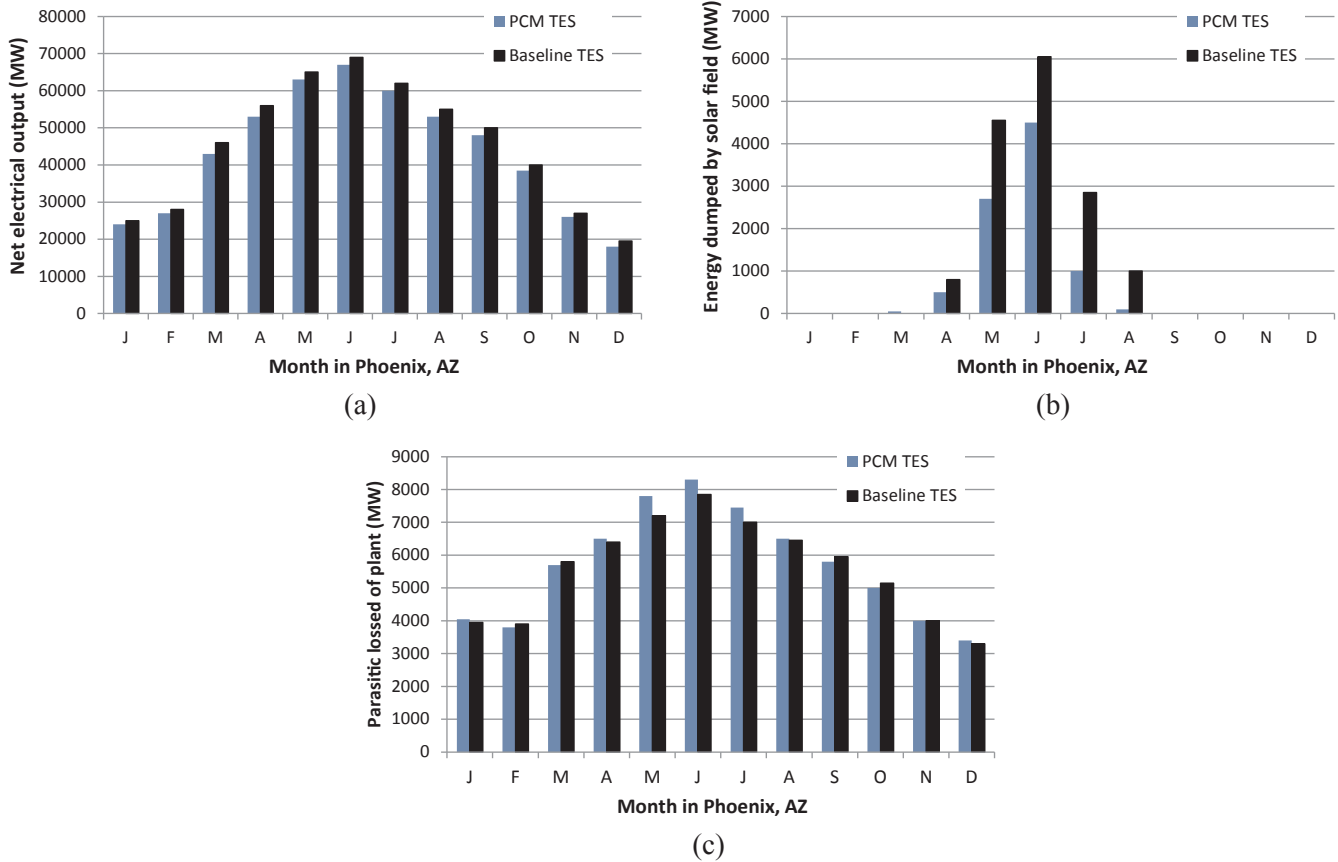 80000
70000
60000
50000
40000
30000
20000
10000
0
Net electrical output (MW)
PCM TES
Baseline TES
J F M A M J J A S O N D
Month in Phoenix, AZ
(a)
7000
6000
5000
4000
3000
2000
1000
0
Energy dumped by solar field (MW)
PCM TES
Baseline TES
J F M A M J J A S O N D
Month in Phoenix, AZ
(b)
9000
8000
7000
6000
5000
4000
3000
2000
1000
0
Parasitic lossed of plant (MW)
PCM TES
Baseline TES
J F M A M J J A S O N D
Month in Phoenix, AZ
(c)